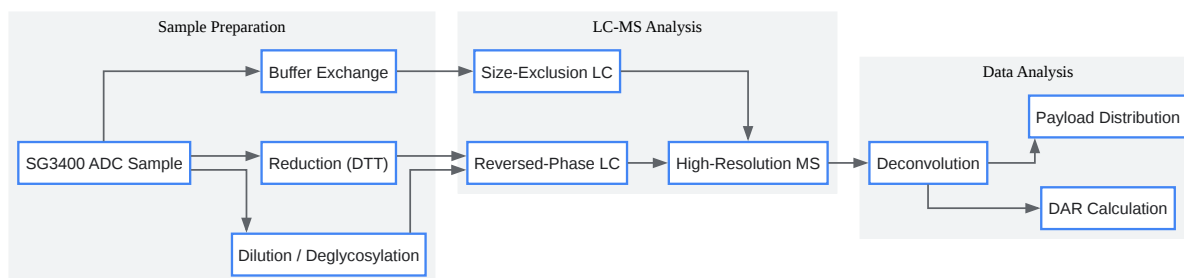 Sample Preparation
LC-MS Analysis
Data Analysis
Buffer Exchange
Size-Exclusion LC
Payload Distribution
SG3400 ADC Sample
Reduction (DTT)
Reversed-Phase LC
High-Resolution MS
Deconvolution
DAR Calculation
Dilution / Deglycosylation